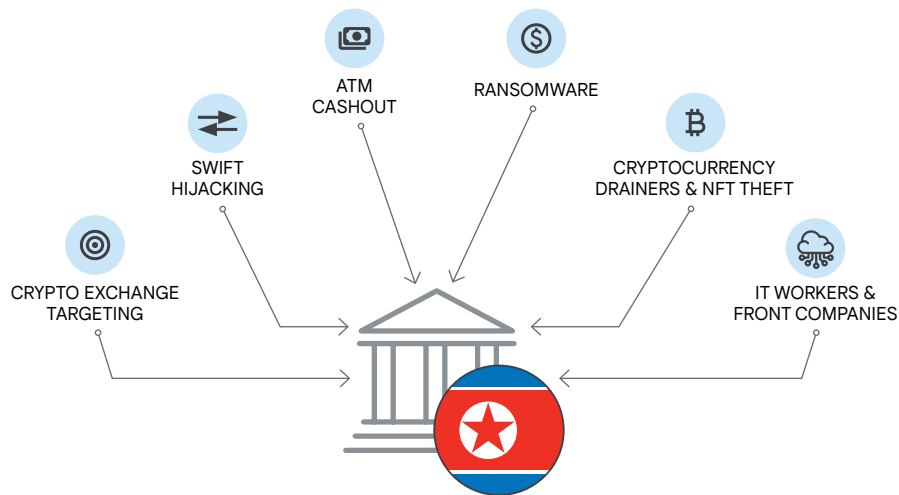 ATM
CASHOUT
RANSOMWARE
SWIFT
HIJACKING
CRYPTOCURRENCY
DRAINERS & NFT THEFT
CRYPTO EXCHANGE
TARGETING
IT WORKERS &
FRONT COMPANIES